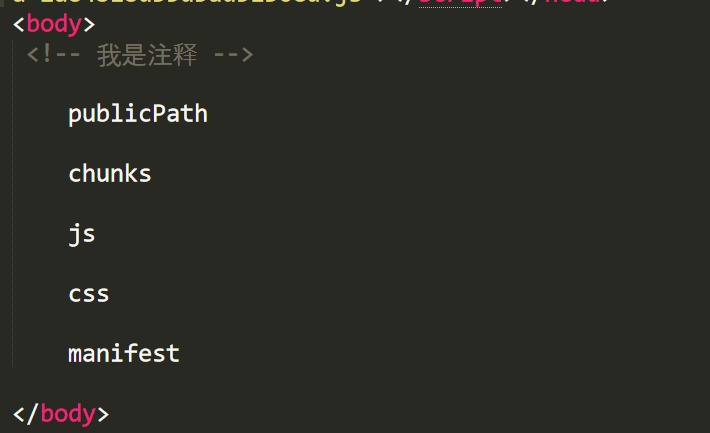 <body>
<!-- 我是注释 -->
publicPath
chunks
js
css
manifest
</body>